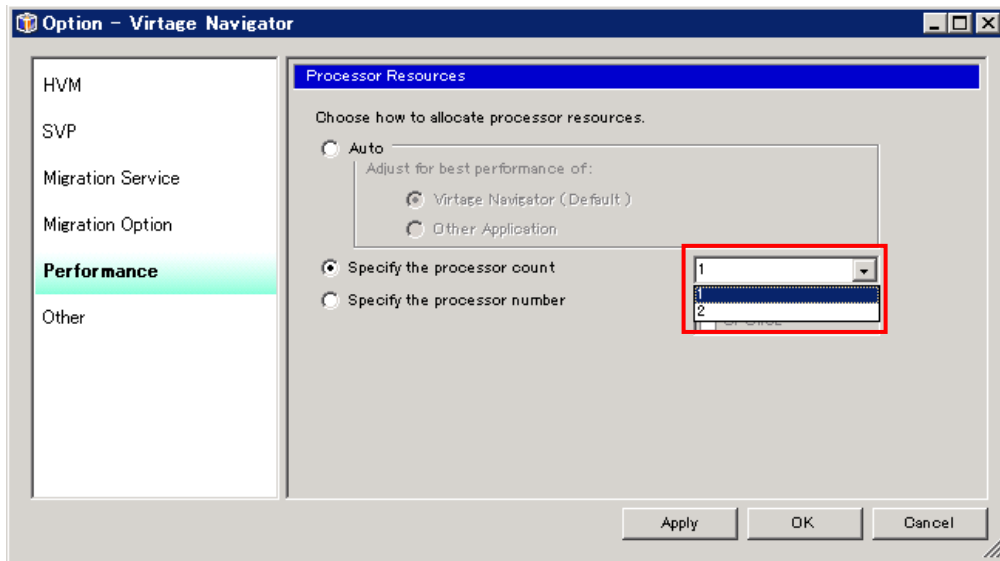 Option - Virtage Navigator
HVM
SVP
Migration Service
Migration Option
Performance
Other
Processor Resources
Choose how to allocate processor resources.
Auto
Adjust for best performance of:
Virtage Navigator ( Default )
Other Application
Specify the processor count
1
1
2
Specify the processor number
Apply
OK
Cancel